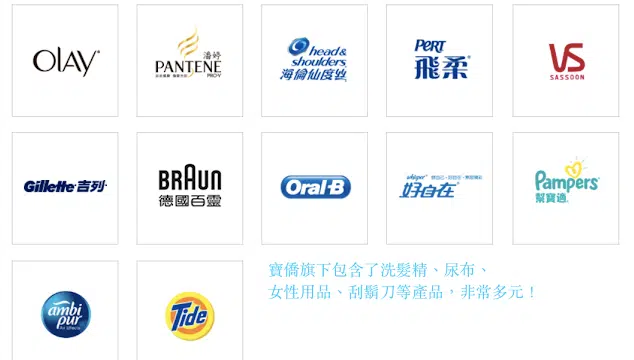 OLAY
潘婷
PANTENE
PRO-V
head &
shoulders
海倫仙度絲
PERT
飛柔
VS
SASSOON
Gillette 吉列
BRAUN
德國百靈
Oral-B
whisper
好自在
Pampers
幫寶適
ambi
pur
Air Effects
Tide
寶僑旗下包含了洗髮精、尿布、
女性用品、刮鬍刀等產品，非常多元！